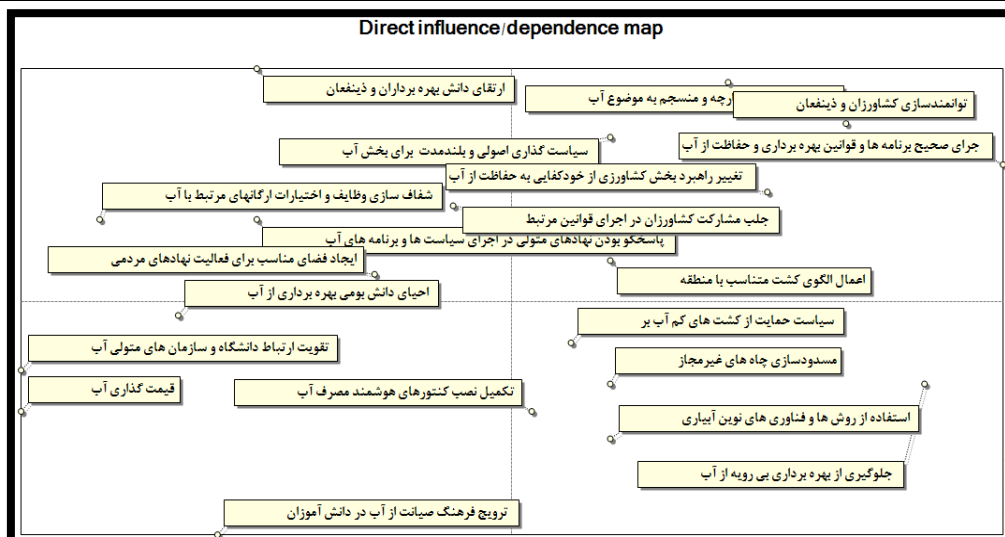 Direct influence/dependence map
ارتقای دانش بهره برداران و ذینفعان
ارچه و منسجم به موضوع آب
توانمندسازی کشاورزان و ذینفعان
جرای صحیح برنامه ها و قوانین بهره برداری و حفاظت از آب
سیاست گذاری اصولی و بلندمدت برای بخش آب
تغییر راهبرد بخش کشاورزی از خودکفایی به حفاظت از آب
شفاف سازی وظایف و اختیارات ارگانهای مرتبط با آب
جلب مشارکت کشاورزان در اجرای قوانین مرتبط
پاسخگو بودن نهادهای متولی در اجرای سیاست ها و برنامه های آب
ایجاد فضای مناسب برای فعالیت نهادهای مردمی
اعمال الگوی کشت متناسب با منطقه
احیای دانش بومی بهره برداری از آب
سیاست حمایت از کشت های کم آب بر
تقویت ارتباط دانشگاه و سازمان های متولی آب
مسدودسازی چاه های غیرمجاز
قیمت گذاری آب
تکمیل نصب کنتورهای هوشمند مصرف آب
استفاده از روش ها و فناوری های نوین آبیاری
جلوگیری از بهره برداری بی رویه از آب
ترویج فرهنگ صیانت از آب در دانش آموزان